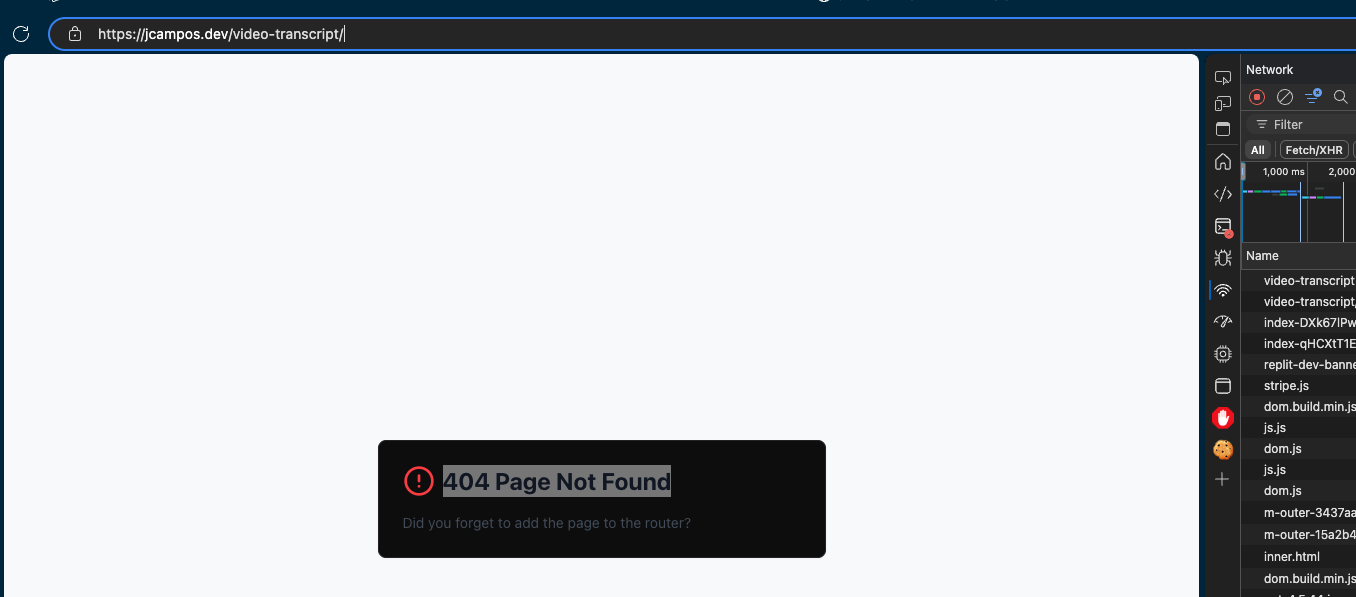 https://jcampos.dev/video-transcript/
Network
Filter
All
Fetch/XHR
1,000 ms
2,000
Name
video-transcript
video-transcript/
index-DXk67lPw
index-qHCXtT1E
replit-dev-banne
stripe.js
dom.build.min.js
js.js
dom.js
js.js
dom.js
m-outer-3437aa
m-outer-15a2b4
inner.html
dom.build.min.js
404 Page Not Found
Did you forget to add the page to the router?